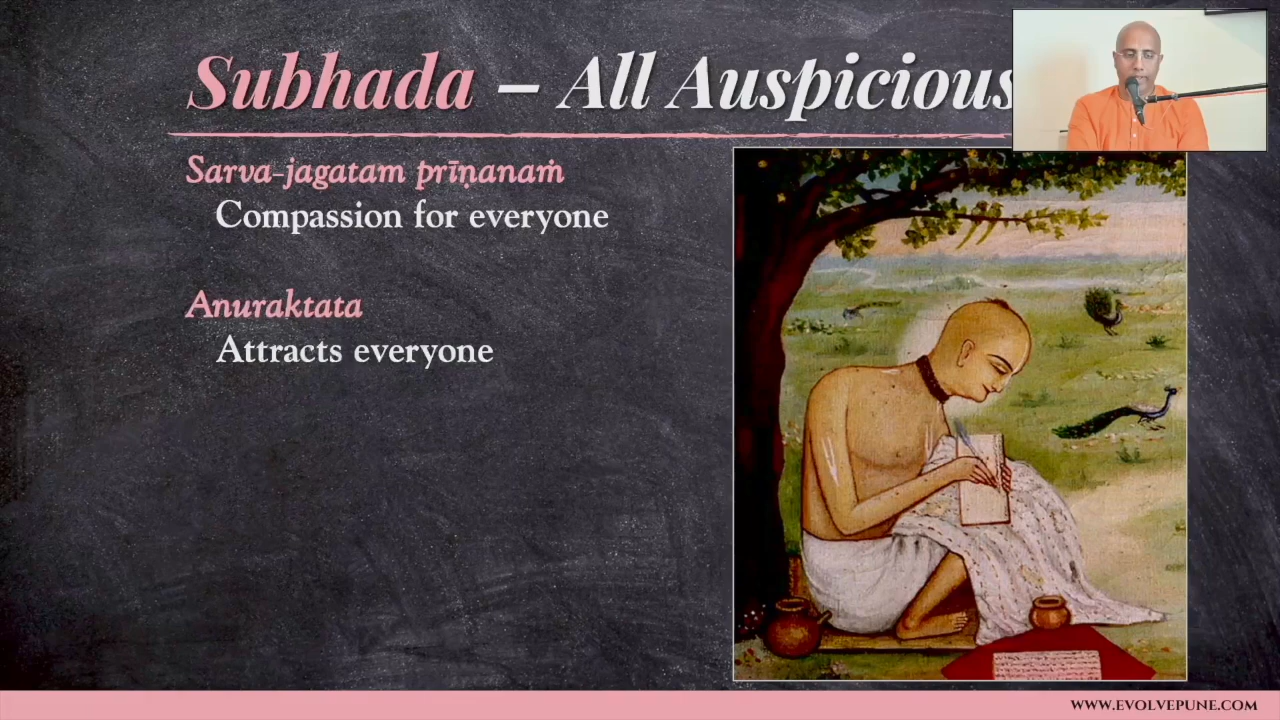 Subhada – All Auspicious
Sarva-jagatam prīṇanaṁ
Compassion for everyone
Anuraktata
Attracts everyone
www.evolvepune.com